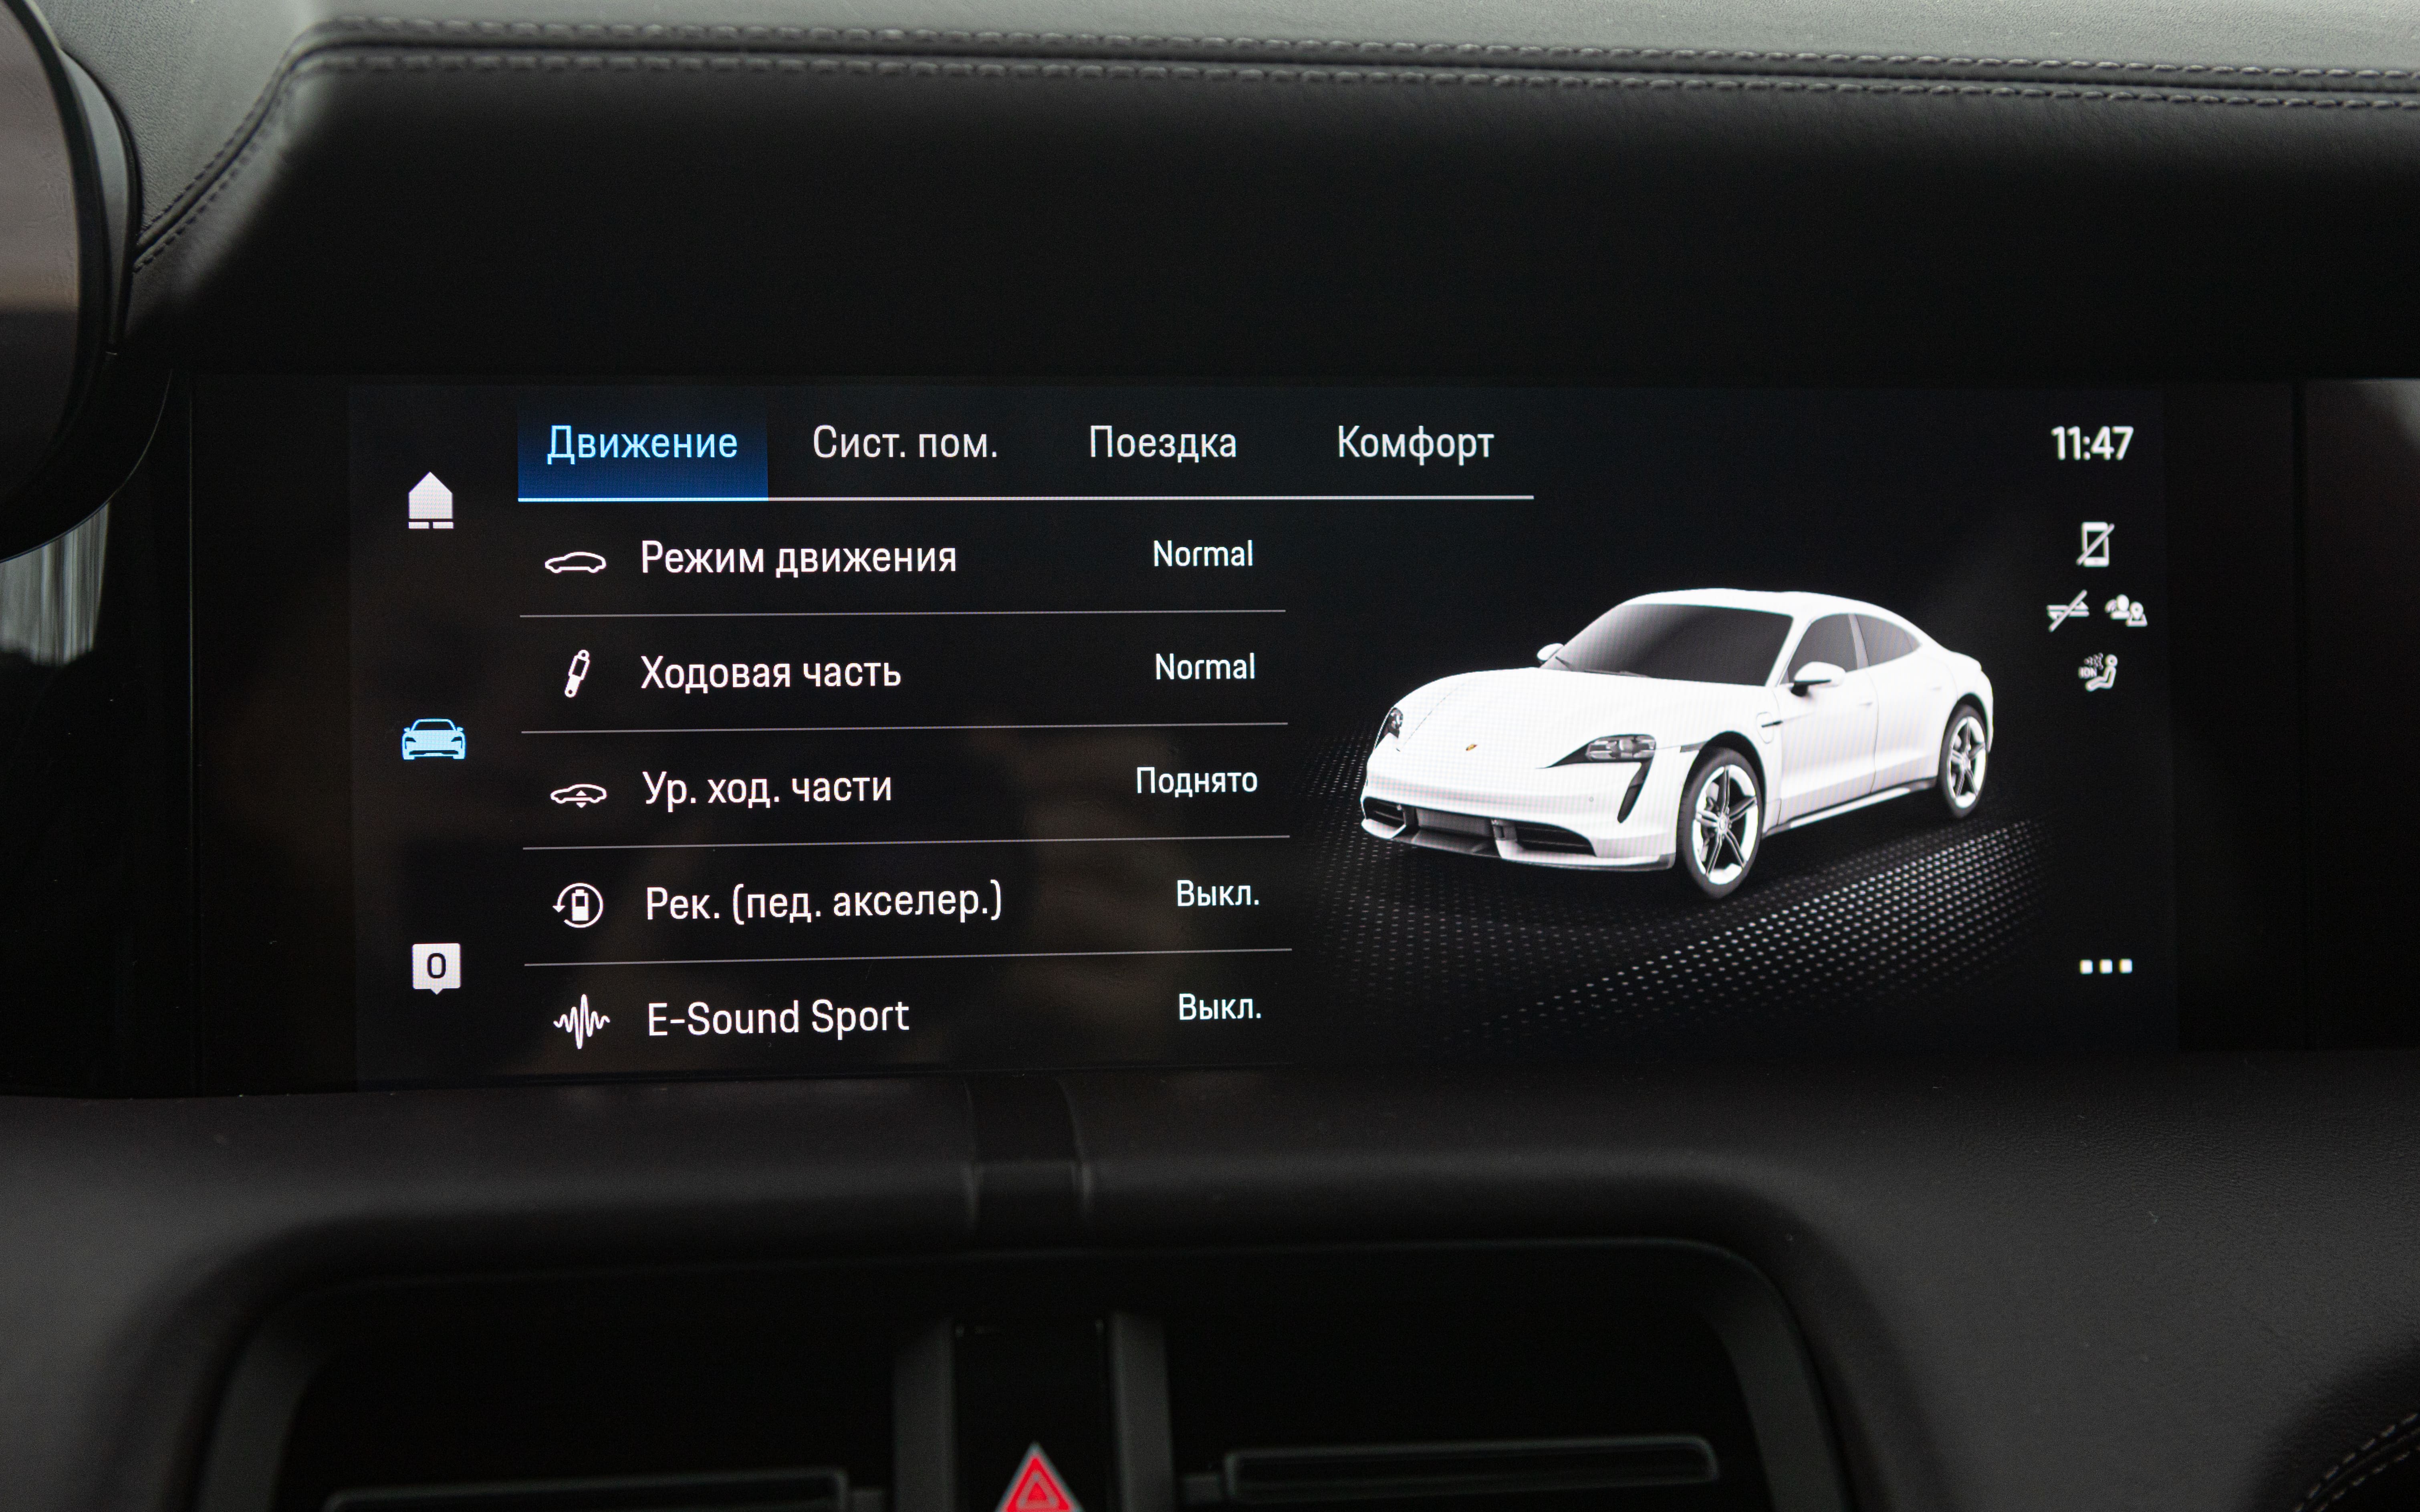 Движение Сист. пом. Поездка Комфорт 11:47
Режим движения Normal
Ходовая часть Normal
Ур. ход. части Поднято
Рек. (пед. акселер.) Выкл.
E-Sound Sport Выкл.
0
ION